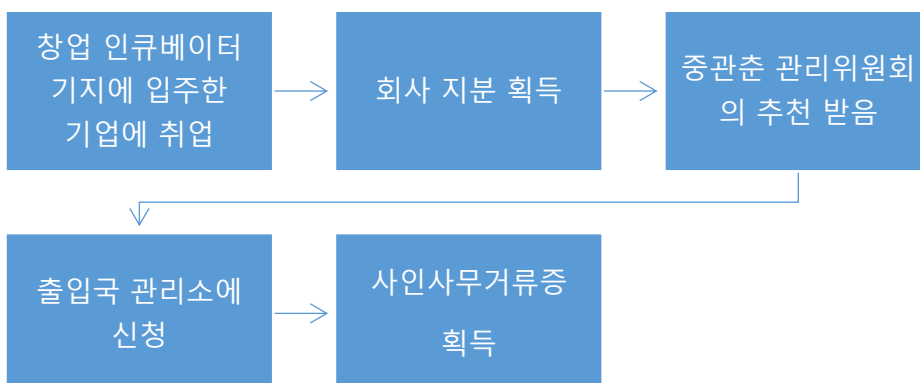 창업 인큐베이터
기지에 입주한
기업에 취업
회사 지분 획득
중관춘 관리위원회
의 추천 받음
출입국 관리소에
신청
사인사무거류증
획득